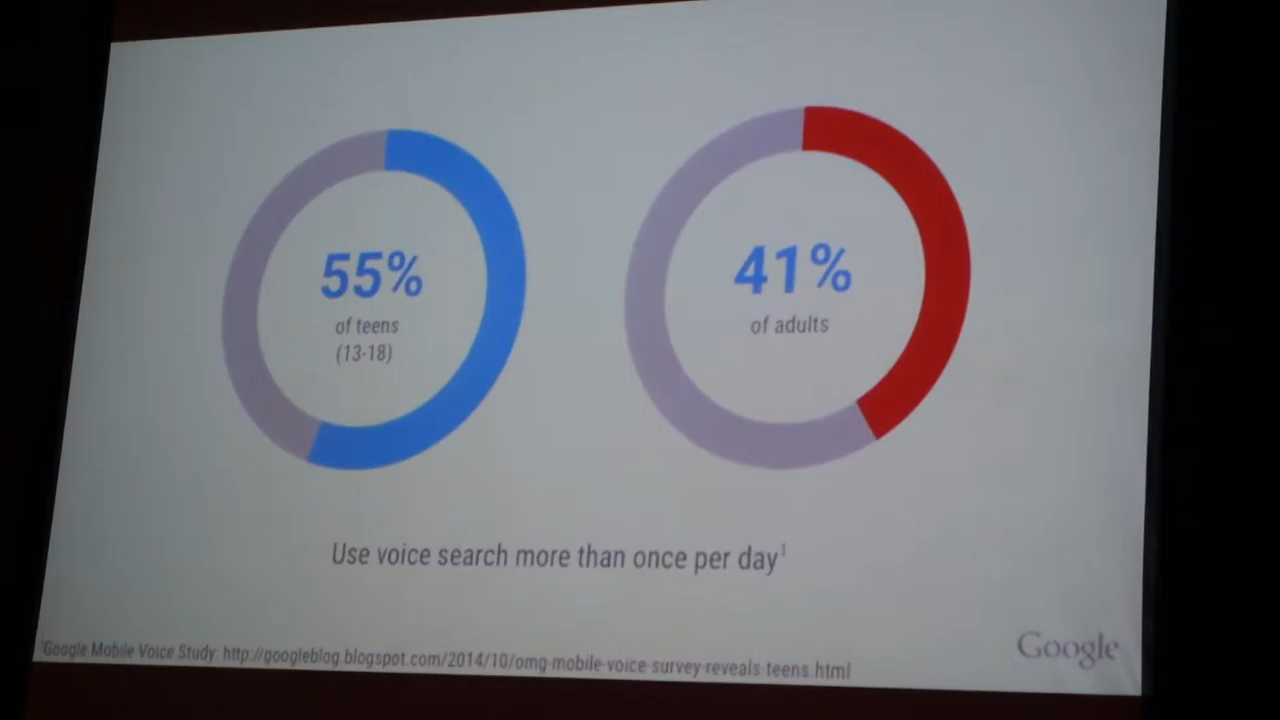 55%
of teens
(13-18)
41%
of adults
Use voice search more than once per day¹
Google Mobile Voice Study: http://googleblog.blogspot.com/2014/10/omg-mobile-voice-survey-reveals-teens.html
Google